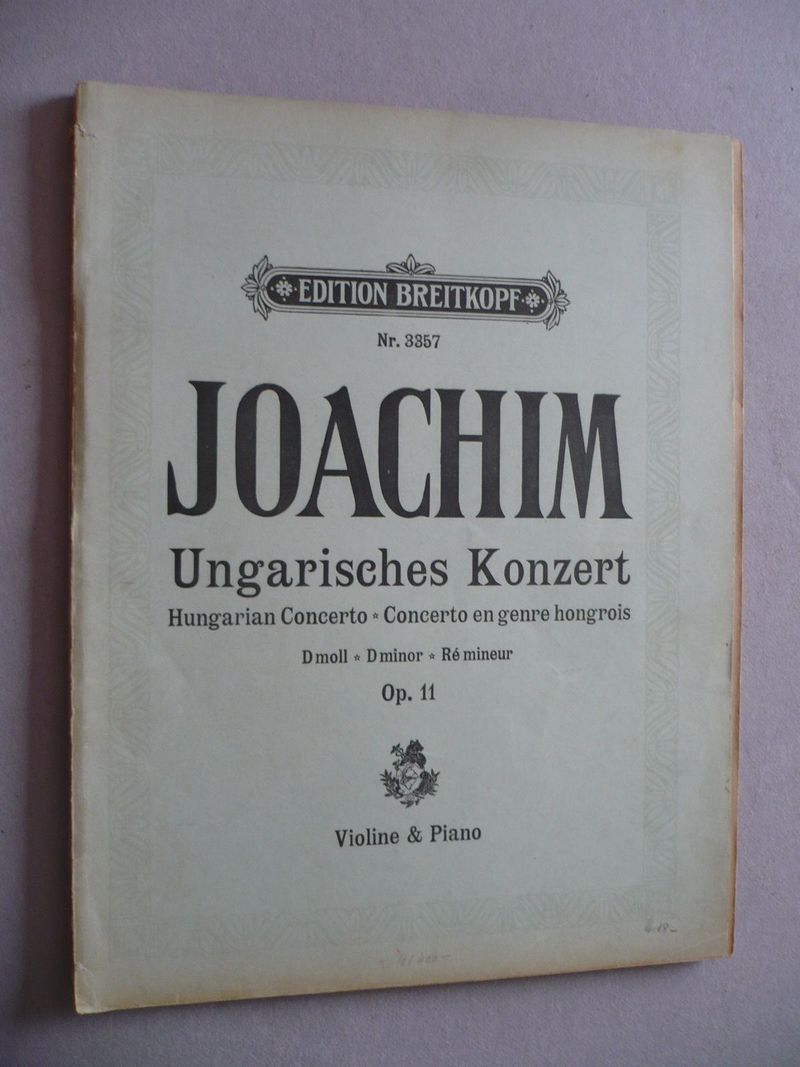 EDITION BREITKOPF
Nr. 3357
JOACHIM
Ungarisches Konzert
Hungarian Concerto * Concerto en genre hongrois
D moll * D minor * Ré mineur
Op. 11
Violine & Piano